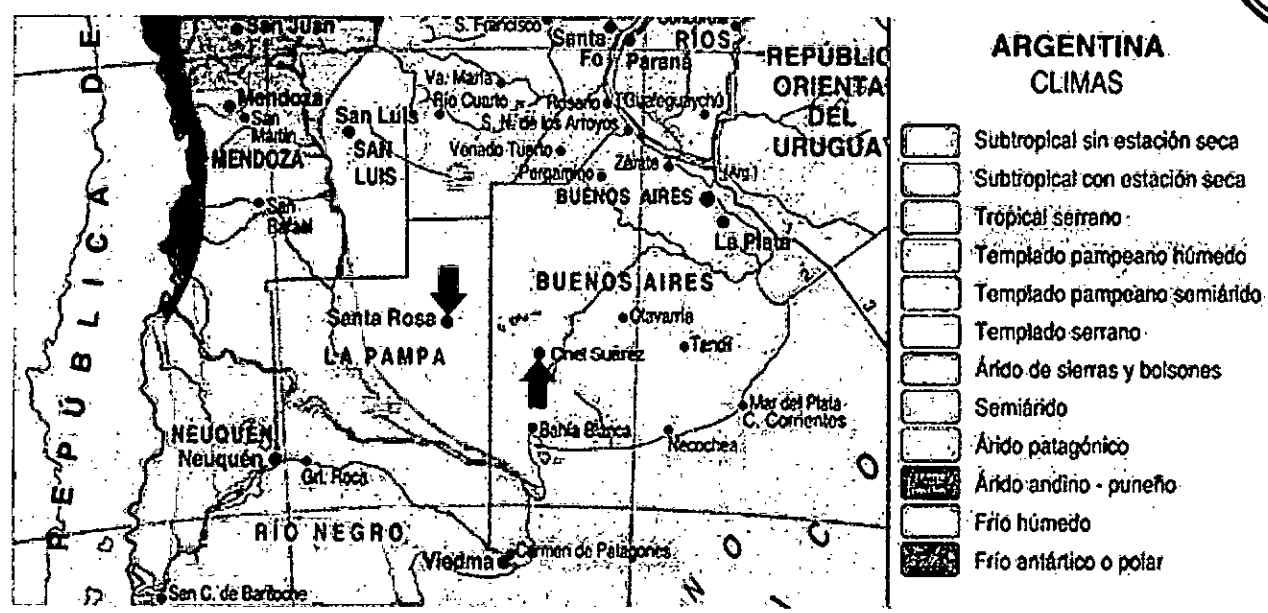 ARGENTINA
CLIMAS
Subtropical sin estación seca
Subtropical con estación seca
Tropical serrano
Templado pampeano húmedo
Templado pampeano semiárido
Templado serrano
Árido de sierras y bolsones
Semiárido
Árido patagónico
Árido andino - puneño
Frío húmedo
Frío antártico o polar
REPÚBLICA DE
San Juan
S. Francisco
Santa
Fo
RÍOS
Paraná
REPÚBLIC
ORIENTA
DEL
URUGUAY
Va. María
Mendoza
San
Martín
MENDOZA
San Luis
SAN
LUIS
Río Cuarto
Rosario
Gualeguaychú
S. N. de los Arroyos
Venado Tuerto
Pergamino
Zárate
(Arg.)
BUENOS AIRES
La Plata
San
Rafael
BUENOS AIRES
Santa Rosa
LA PAMPA
Olavarría
Cnel Suárez
Tandil
Mar del Plata
C. Corrientes
Bahía Blanca
Necochea
NEUQUÉN
Neuquén
Grl. Roca
RÍO NEGRO
Viedma
Carmen de Patagones
San C. de Bariloche
N O C O